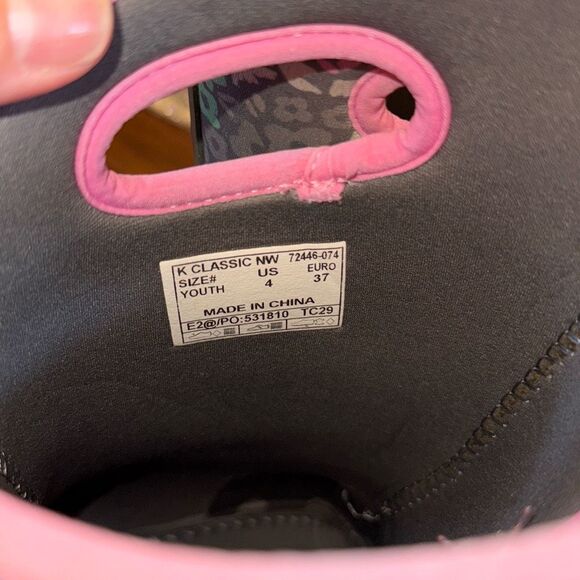 K CLASSIC NW 72446-074
SIZE# US EURO
YOUTH 4 37
MADE IN CHINA
E2@/PO:531810 TC29